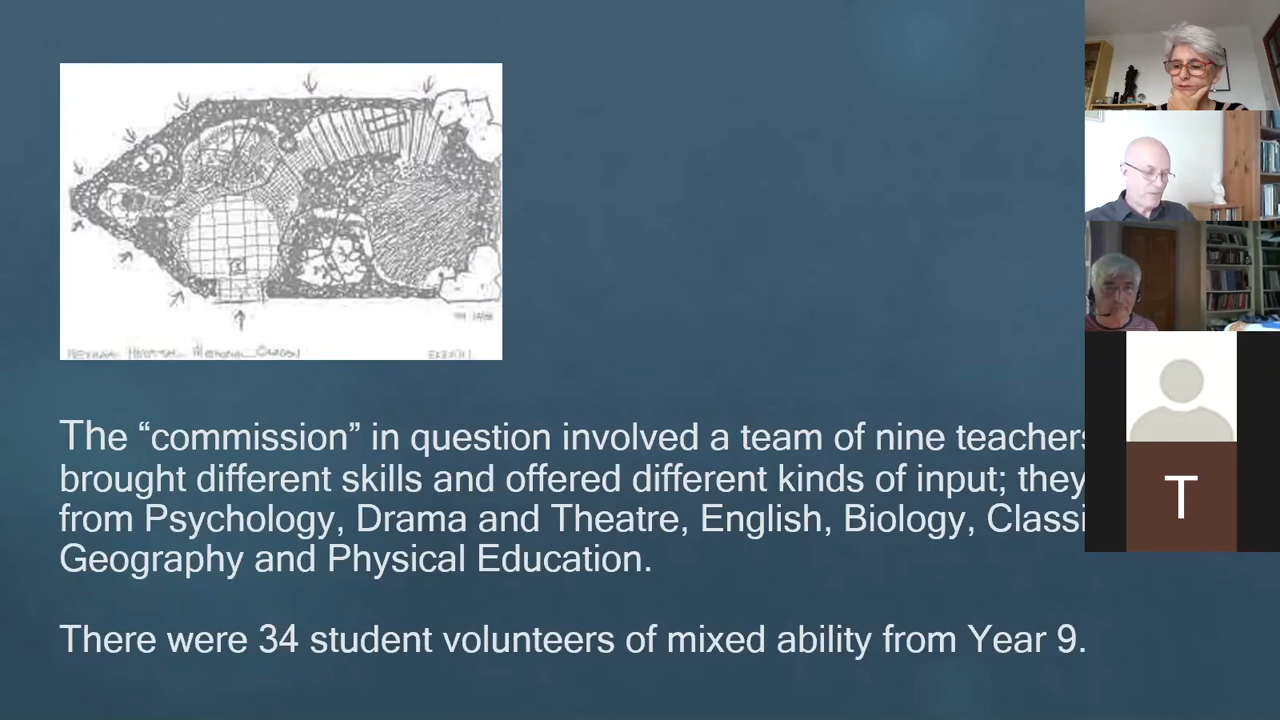 The “commission” in question involved a team of nine teachers
brought different skills and offered different kinds of input; they
from Psychology, Drama and Theatre, English, Biology, Classi
Geography and Physical Education.
There were 34 student volunteers of mixed ability from Year 9.
T